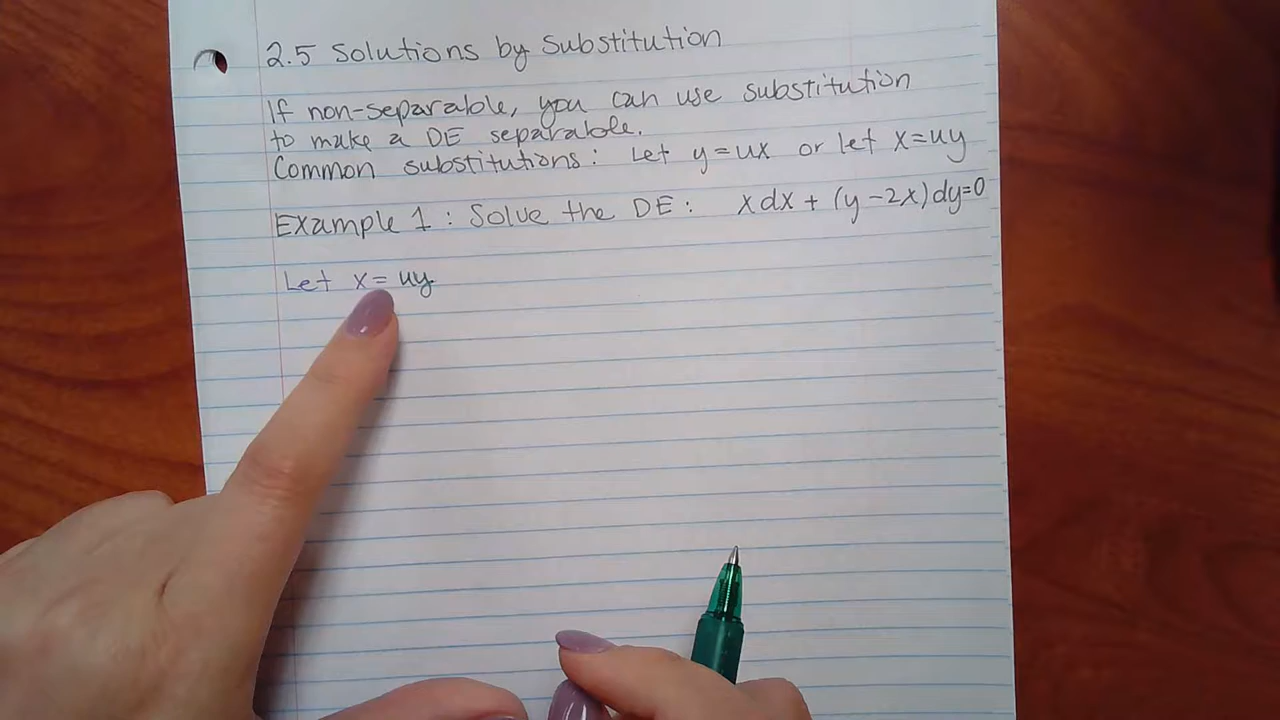 2.5 Solutions by Substitution
If non-separable, you can use substitution
to make a DE separable.
Common substitutions: Let y=ux or let x=uy
Example 1: Solve the DE: xdx + (y-2x)dy=0
Let x=uy